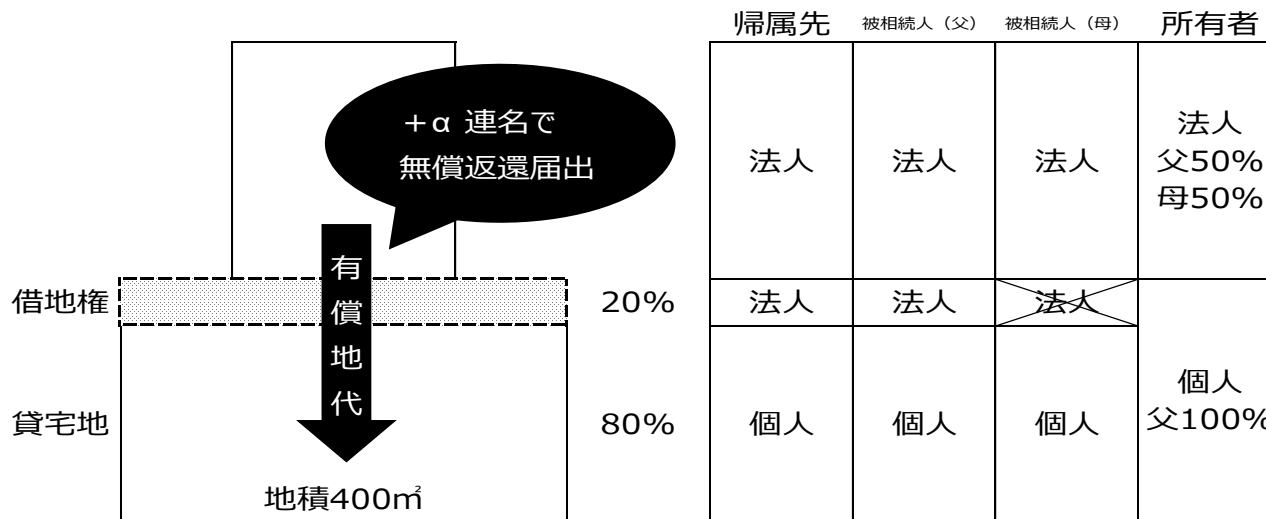 帰属先 被相続人（父） 被相続人（母） 所有者
＋α 連名で
無償返還届出
有償地代
法人 法人 法人
法人
父50%
母50%
借地権 20% 法人 法人 法人
貸宅地 80% 個人 個人 個人
個人
父100%
地積400㎡